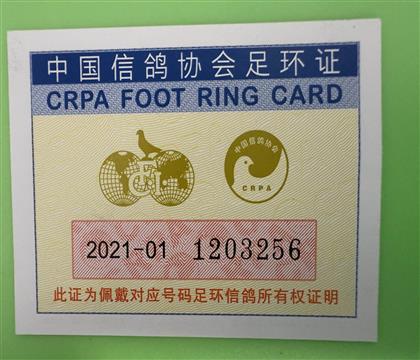 中国信鸽协会足环证
CRPA FOOT RING CARD
中国信鸽协会
CRPA
2021-01 1203256
此证为佩戴对应号码足环信鸽所有权证明